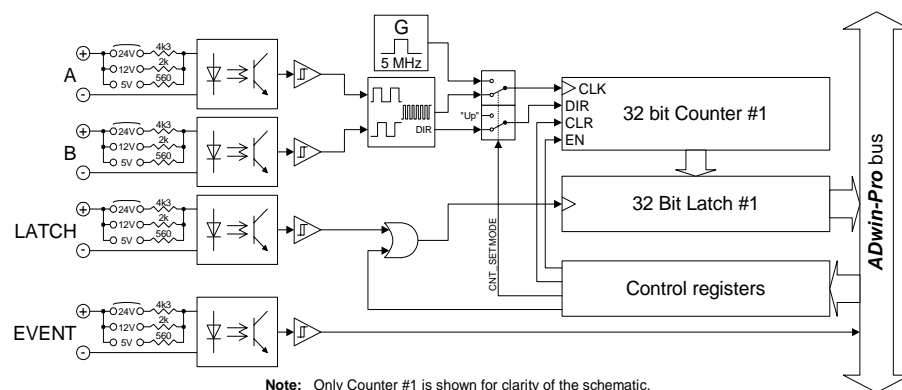 G
5 MHz
A
24V 4k3
12V 2k
5V 560
B
24V 4k3
12V 2k
5V 560
LATCH
24V 4k3
12V 2k
5V 560
EVENT
24V 4k3
12V 2k
5V 560
DIR
"Up"
CNT_SETMODE
CLK
DIR
CLR
EN
32 bit Counter #1
32 Bit Latch #1
Control registers
ADwin-Pro bus
Note: Only Counter #1 is shown for clarity of the schematic.